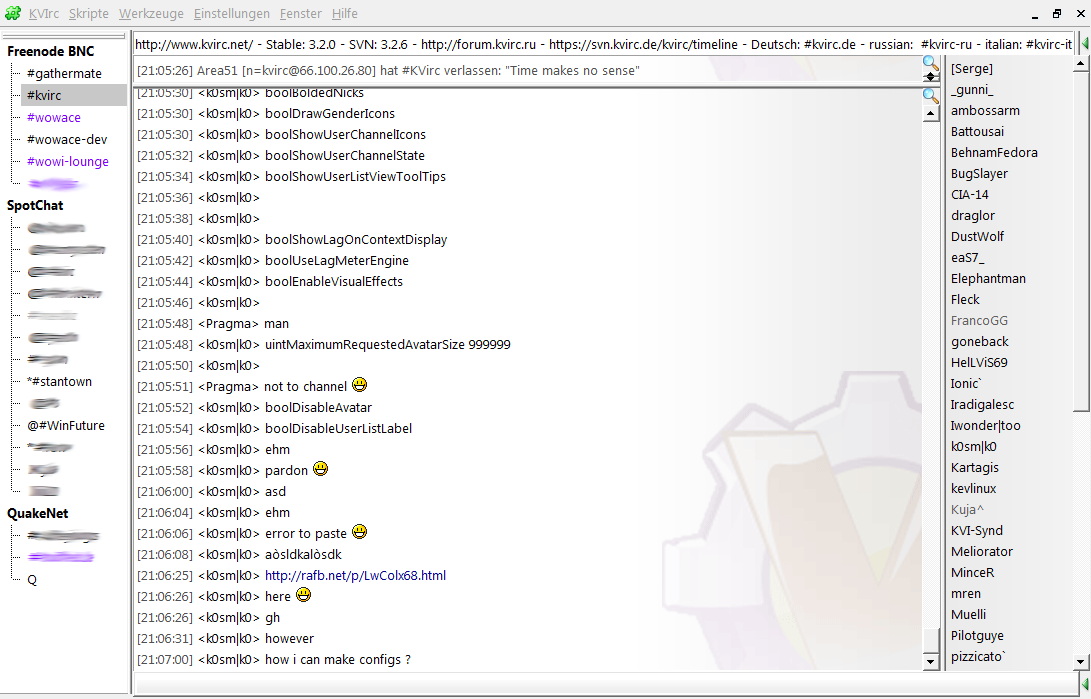 KVIrc Skripte Werkzeuge Einstellungen Fenster Hilfe
Freenode BNC
#gathermate
#kvirc
#wowace
#wowace-dev
#wowi-lounge
SpotChat
*#stantown
@#WinFuture
QuakeNet
Q
http://www.kvirc.net/ - Stable: 3.2.0 - SVN: 3.2.6 - http://forum.kvirc.ru - https://svn.kvirc.de/kvirc/timeline - Deutsch: #kvirc.de - russian: #kvirc-ru - italian: #kvirc-it
[21:05:26] Area51 [n=kvirc@66.100.26.80] hat #KVirc verlassen: "Time makes no sense"
[21:05:30] <k0sm|k0> boolBoldedNicks
[21:05:30] <k0sm|k0> boolDrawGenderIcons
[21:05:30] <k0sm|k0> boolShowUserChannelIcons
[21:05:32] <k0sm|k0> boolShowUserChannelState
[21:05:34] <k0sm|k0> boolShowUserListViewToolTips
[21:05:36] <k0sm|k0>
[21:05:38] <k0sm|k0>
[21:05:40] <k0sm|k0> boolShowLagOnContextDisplay
[21:05:42] <k0sm|k0> boolUseLagMeterEngine
[21:05:44] <k0sm|k0> boolEnableVisualEffects
[21:05:46] <k0sm|k0>
[21:05:48] <Pragma> man
[21:05:48] <k0sm|k0> uintMaximumRequestedAvatarSize 999999
[21:05:50] <k0sm|k0>
[21:05:51] <Pragma> not to channel
[21:05:52] <k0sm|k0> boolDisableAvatar
[21:05:54] <k0sm|k0> boolDisableUserListLabel
[21:05:56] <k0sm|k0> ehm
[21:05:58] <k0sm|k0> pardon
[21:06:00] <k0sm|k0> asd
[21:06:04] <k0sm|k0> ehm
[21:06:06] <k0sm|k0> error to paste
[21:06:08] <k0sm|k0> aòsldkalòsdk
[21:06:25] <k0sm|k0> http://rafb.net/p/LwColx68.html
[21:06:26] <k0sm|k0> here
[21:06:26] <k0sm|k0> gh
[21:06:31] <k0sm|k0> however
[21:07:00] <k0sm|k0> how i can make configs ?
[Serge]
_gunni_
ambossarm
Battousai
BehnamFedora
BugSlayer
CIA-14
draglor
DustWolf
eaS7_
Elephantman
Fleck
FrancoGG
goneback
HelLViS69
Ionic`
Iradigalesc
Iwonder|too
k0sm|k0
Kartagis
kevlinux
Kuja^
KVI-Synd
Meliorator
MinceR
mren
Muelli
Pilotguye
pizzicato`